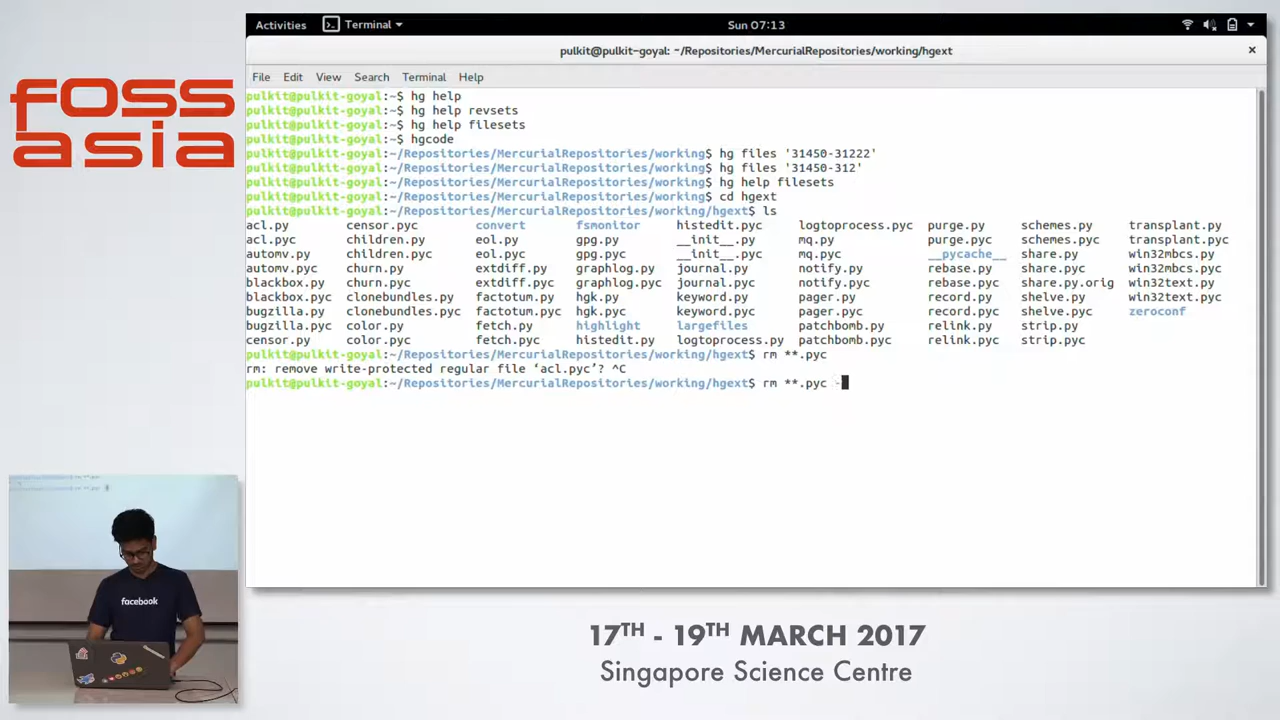 foss
asia
Activities Terminal Sun 07:13
pulkit@pulkit-goyal: ~/Repositories/MercurialRepositories/working/hgext
File Edit View Search Terminal Help
pulkit@pulkit-goyal:~$ hg help
pulkit@pulkit-goyal:~$ hg help revsets
pulkit@pulkit-goyal:~$ hg help filesets
pulkit@pulkit-goyal:~$ hgcode
pulkit@pulkit-goyal:~/Repositories/MercurialRepositories/working$ hg files '31450-31222'
pulkit@pulkit-goyal:~/Repositories/MercurialRepositories/working$ hg files '31450-312'
pulkit@pulkit-goyal:~/Repositories/MercurialRepositories/working$ hg help filesets
pulkit@pulkit-goyal:~/Repositories/MercurialRepositories/working$ cd hgext
pulkit@pulkit-goyal:~/Repositories/MercurialRepositories/working/hgext$ ls
acl.py censor.pyc convert fsmonitor histedit.pyc logtoprocess.pyc purge.py schemes.py transplant.py
acl.pyc children.py eol.py gpg.py __init__.py mq.py purge.pyc schemes.pyc transplant.pyc
automv.py children.pyc eol.pyc gpg.pyc __init__.pyc mq.pyc __pycache__ share.py win32mbcs.py
automv.pyc churn.py extdiff.py graphlog.py journal.py notify.py rebase.py share.pyc win32mbcs.pyc
blackbox.py churn.pyc extdiff.pyc graphlog.pyc journal.pyc notify.pyc rebase.pyc share.py.orig win32text.py
blackbox.pyc clonebundles.py factotum.py hgk.py keyword.py pager.py record.py shelve.py win32text.pyc
bugzilla.py clonebundles.pyc factotum.pyc hgk.pyc keyword.pyc pager.pyc record.pyc shelve.pyc zeroconf
bugzilla.pyc color.py fetch.py highlight largefiles patchbomb.py relink.py strip.py
censor.py color.pyc fetch.pyc histedit.py logtoprocess.py patchbomb.pyc relink.pyc strip.pyc
pulkit@pulkit-goyal:~/Repositories/MercurialRepositories/working/hgext$ rm **.pyc
rm: remove write-protected regular file ‘acl.pyc’? ^C
pulkit@pulkit-goyal:~/Repositories/MercurialRepositories/working/hgext$ rm **.pyc -
facebook
17TH - 19TH MARCH 2017
Singapore Science Centre